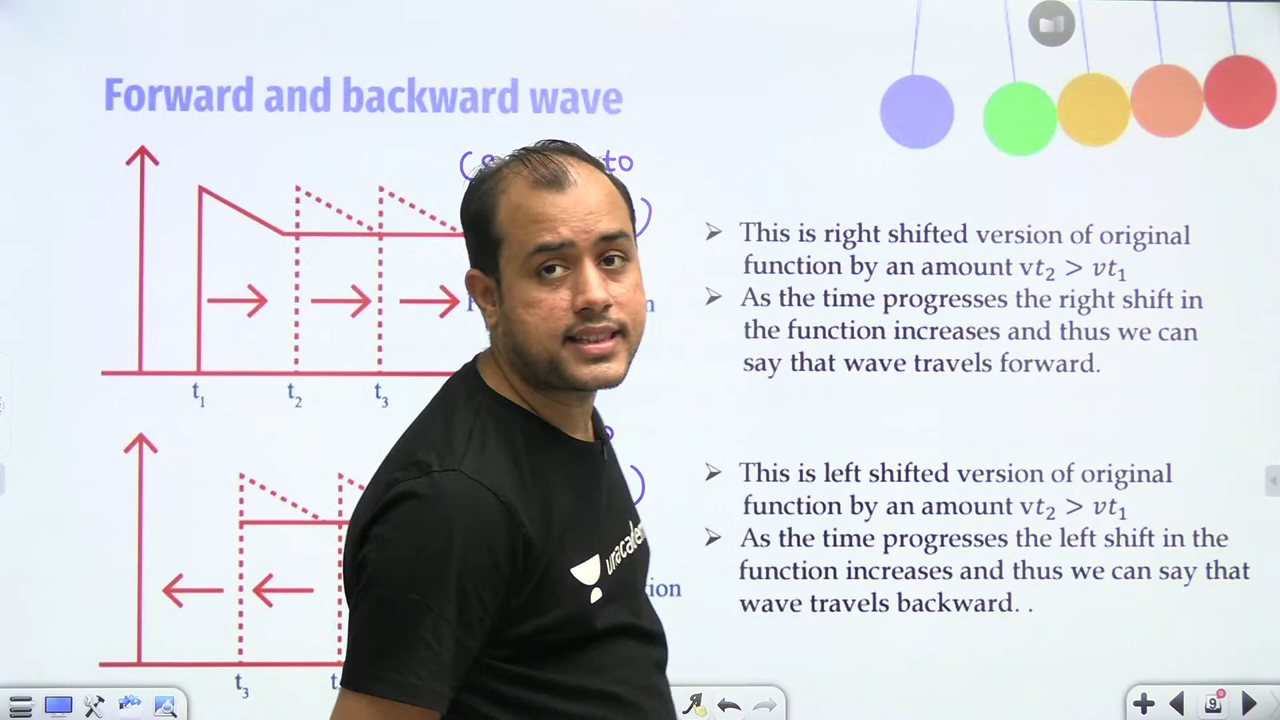 Forward and backward wave
to
t₁ t₂ t₃
➢ This is right shifted version of original
function by an amount vt₂ > vt₁
➢ As the time progresses the right shift in
the function increases and thus we can
say that wave travels forward.
t₃
➢ This is left shifted version of original
function by an amount vt₂ > vt₁
➢ As the time progresses the left shift in the
function increases and thus we can say that
wave travels backward. .
9